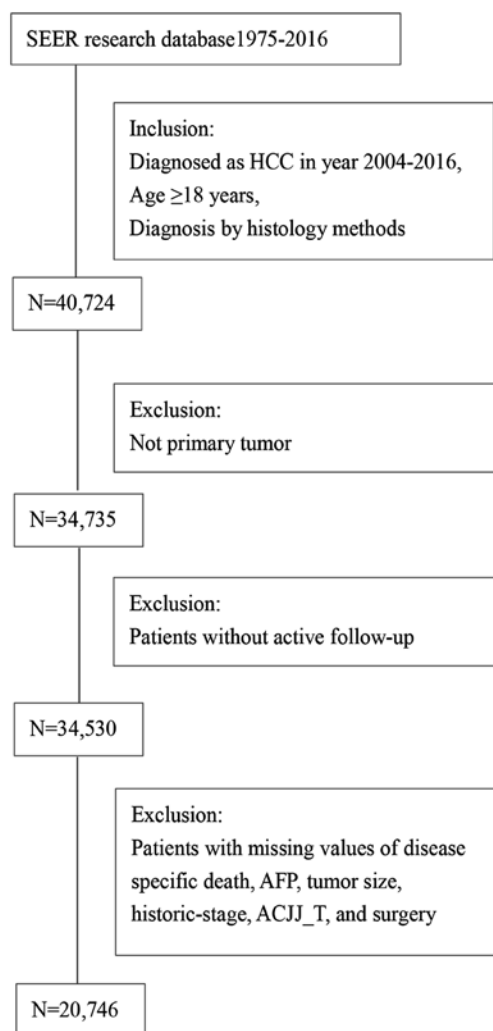 SEER research database1975-2016
Inclusion:
Diagnosed as HCC in year 2004-2016,
Age ≥18 years,
Diagnosis by histology methods
N=40,724
Exclusion:
Not primary tumor
N=34,735
Exclusion:
Patients without active follow-up
N=34,530
Exclusion:
Patients with missing values of disease
specific death, AFP, tumor size,
historic-stage, ACJJ_T, and surgery
N=20,746